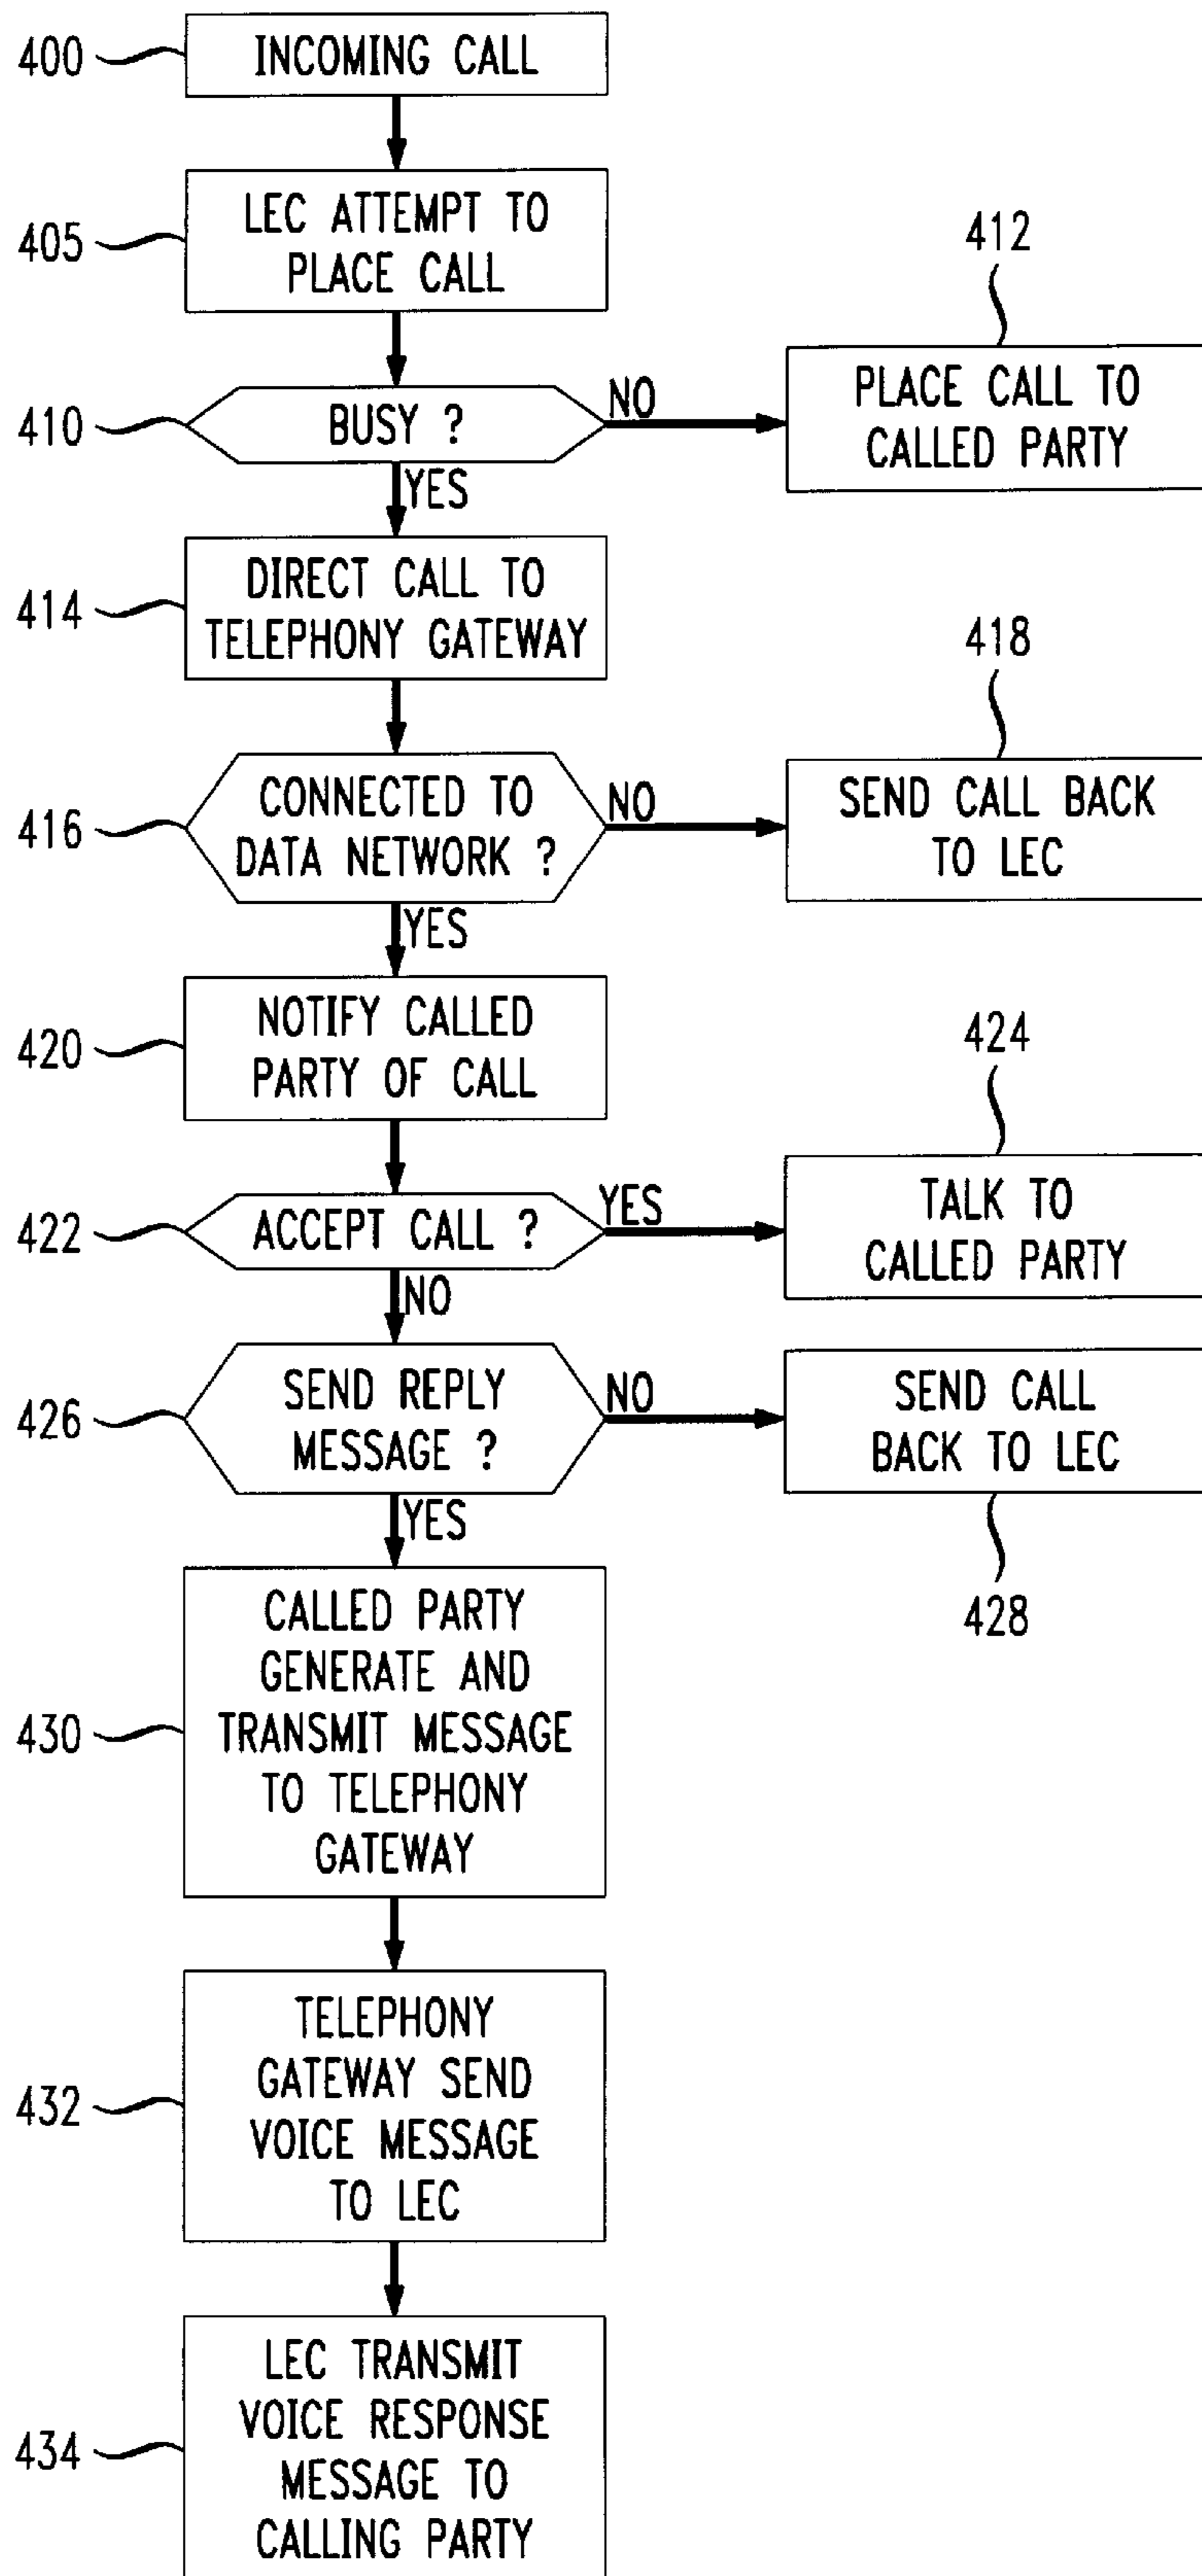 400
INCOMING CALL
405
LEC ATTEMPT TO
PLACE CALL
412
410
BUSY ?
NO
PLACE CALL TO
CALLED PARTY
YES
414
DIRECT CALL TO
TELEPHONY GATEWAY
418
416
CONNECTED TO
DATA NETWORK ?
NO
SEND CALL BACK
TO LEC
YES
420
NOTIFY CALLED
PARTY OF CALL
424
422
ACCEPT CALL ?
YES
TALK TO
CALLED PARTY
NO
426
SEND REPLY
MESSAGE ?
NO
SEND CALL
BACK TO LEC
428
YES
430
CALLED PARTY
GENERATE AND
TRANSMIT MESSAGE
TO TELEPHONY
GATEWAY
432
TELEPHONY
GATEWAY SEND
VOICE MESSAGE
TO LEC
434
LEC TRANSMIT
VOICE RESPONSE
MESSAGE TO
CALLING PARTY